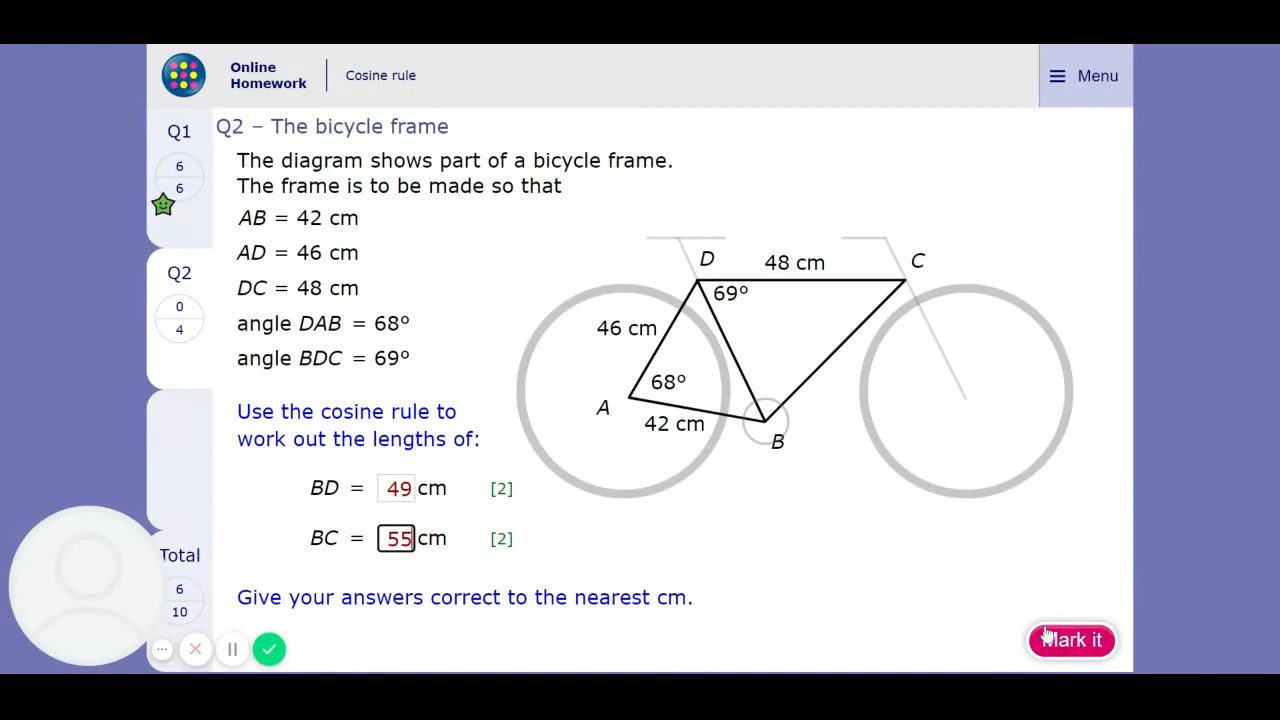 Online
Homework
Cosine rule
Menu
Q1
6
6
Q2
0
4
Total
6
10
Q2 – The bicycle frame
The diagram shows part of a bicycle frame.
The frame is to be made so that
AB = 42 cm
AD = 46 cm
DC = 48 cm
angle DAB = 68°
angle BDC = 69°
Use the cosine rule to
work out the lengths of:
BD = 49 cm [2]
BC = 55 cm [2]
Give your answers correct to the nearest cm.
D
48 cm
C
69°
46 cm
68°
A
42 cm
B
Mark it